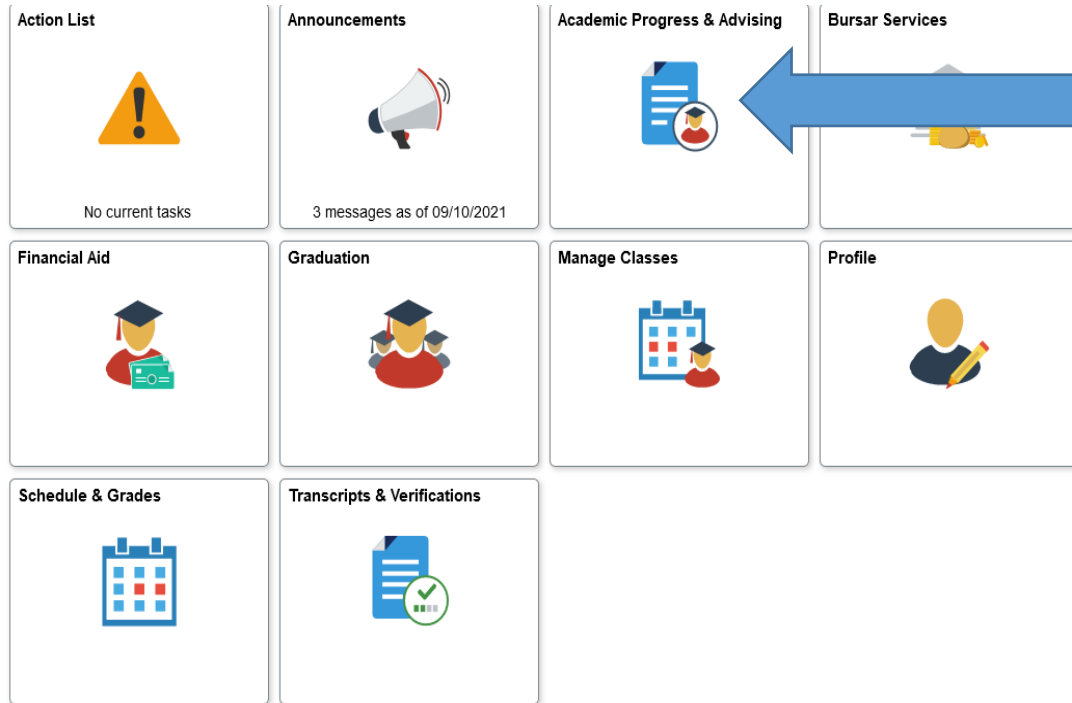 Action List
Announcements
Academic Progress & Advising
Bursar Services
No current tasks
3 messages as of 09/10/2021
Financial Aid
Graduation
Manage Classes
Profile
Schedule & Grades
Transcripts & Verifications